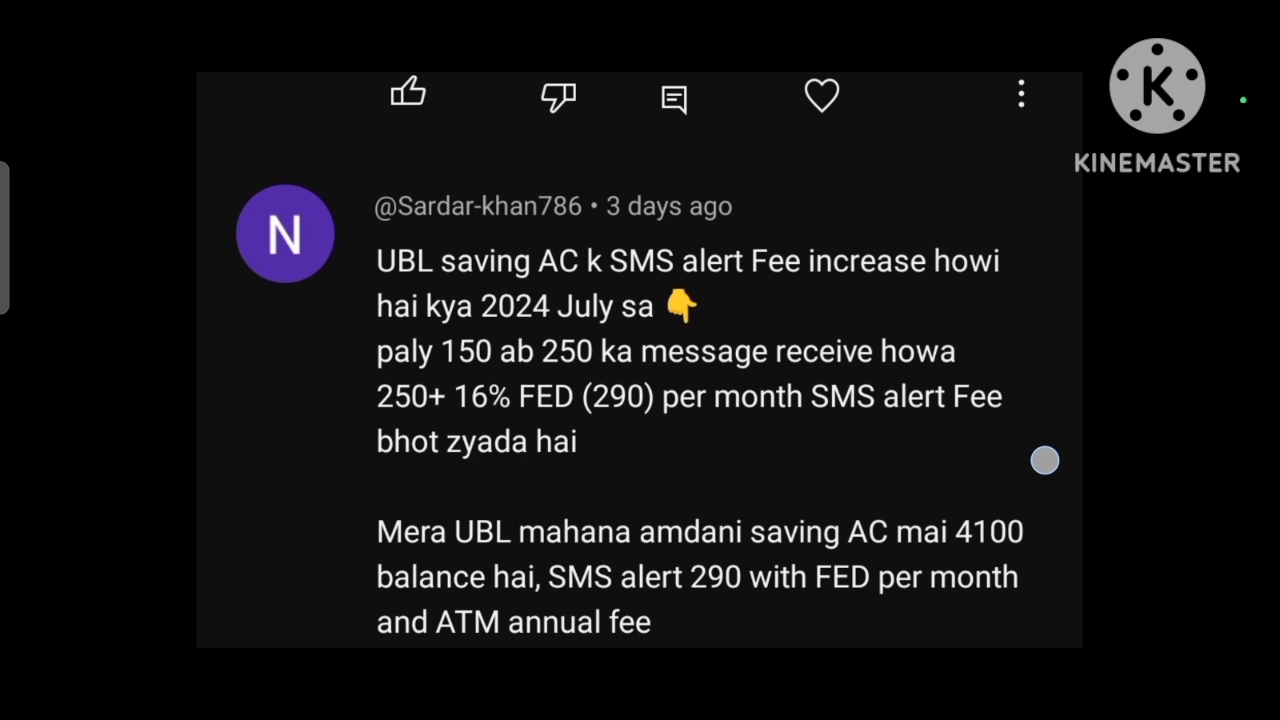 K
KINEMASTER
N
@Sardar-khan786 • 3 days ago
UBL saving AC k SMS alert Fee increase howi
hai kya 2024 July sa 👇
paly 150 ab 250 ka message receive howa
250+ 16% FED (290) per month SMS alert Fee
bhot zyada hai
Mera UBL mahana amdani saving AC mai 4100
balance hai, SMS alert 290 with FED per month
and ATM annual fee